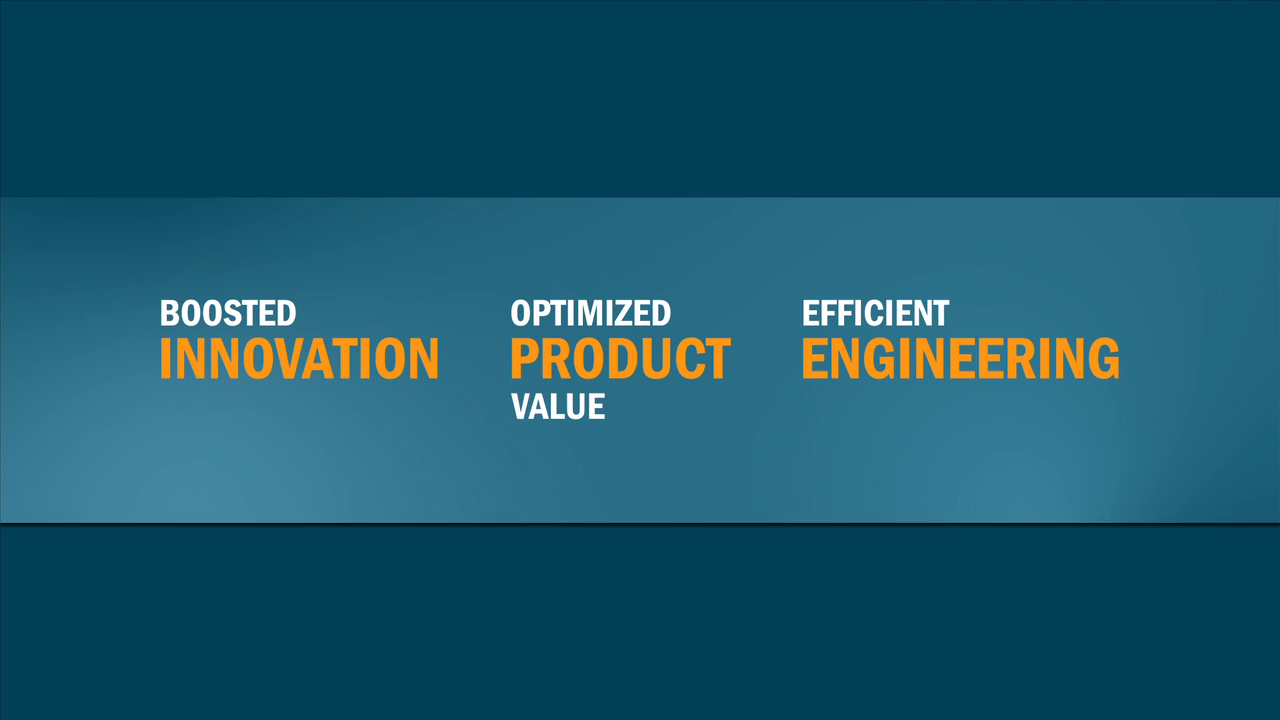 BOOSTED
INNOVATION
OPTIMIZED
PRODUCT
VALUE
EFFICIENT
ENGINEERING